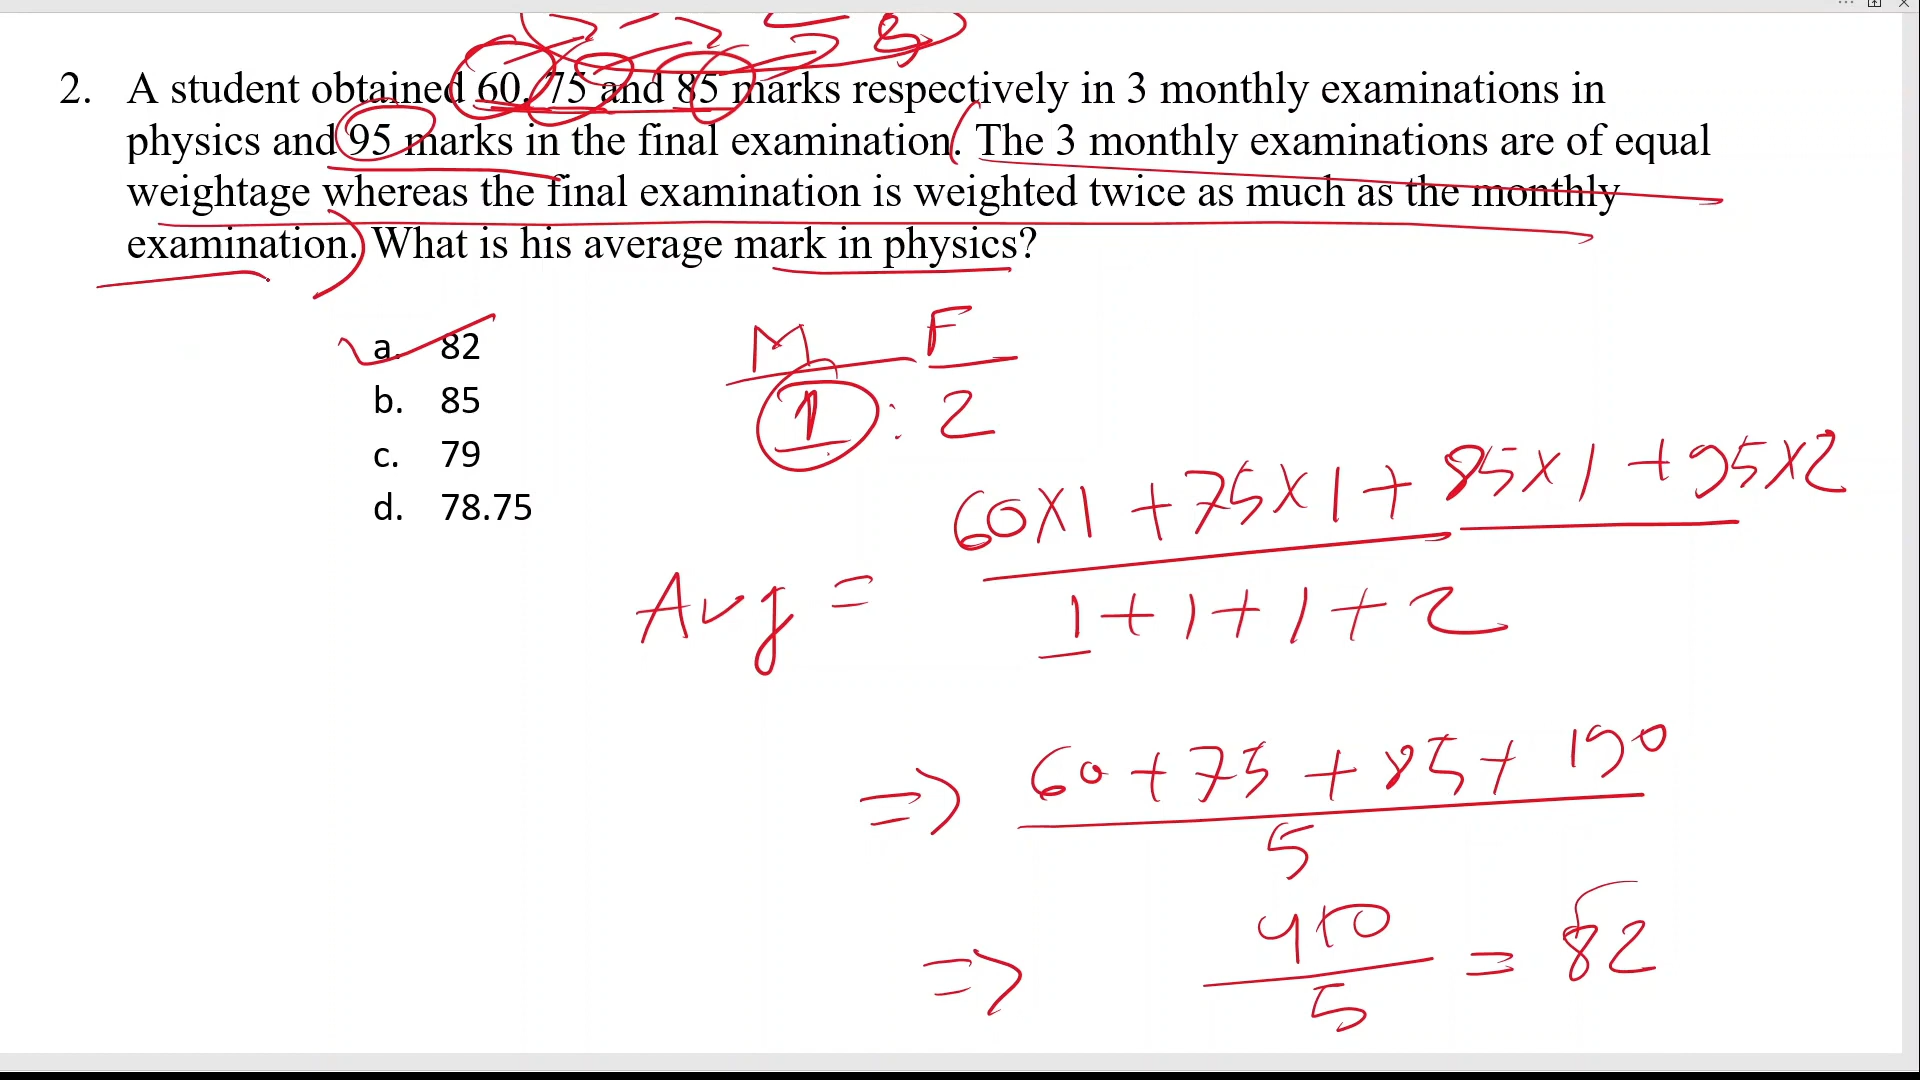 2. A student obtained 60, 75 and 85 marks respectively in 3 monthly examinations in
physics and 95 marks in the final examination. The 3 monthly examinations are of equal
weightage whereas the final examination is weighted twice as much as the monthly
examination. What is his average mark in physics?
a. 82
b. 85
c. 79
d. 78.75
M F
1 : 2
60×1 + 75×1 + 85×1 + 95×2
Avg =
1+1+1+2
=> 60+75+85+190
5
=> 410
5
= 82